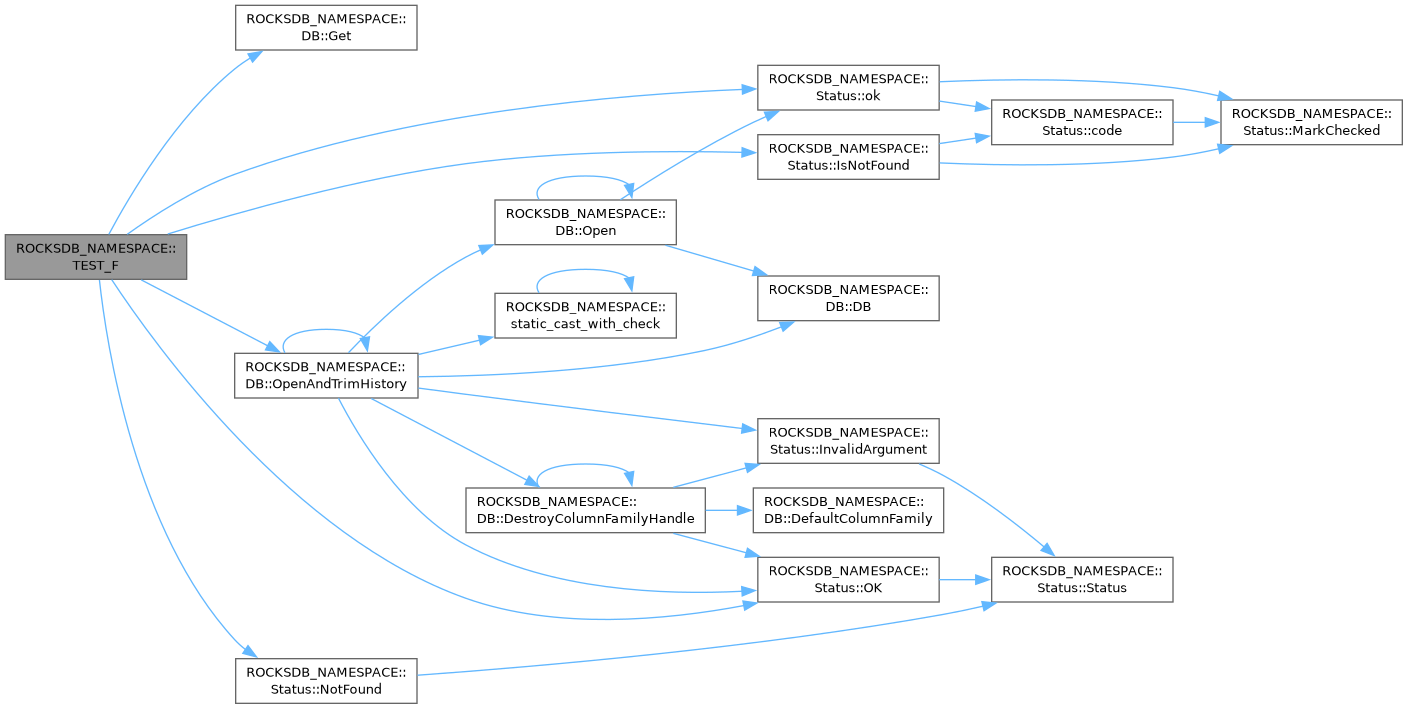 ROCKSDB_NAMESPACE::
DB::Get
ROCKSDB_NAMESPACE::
Status::ok
ROCKSDB_NAMESPACE::
Status::code
ROCKSDB_NAMESPACE::
Status::MarkChecked
ROCKSDB_NAMESPACE::
Status::IsNotFound
ROCKSDB_NAMESPACE::
DB::Open
ROCKSDB_NAMESPACE::
TEST_F
ROCKSDB_NAMESPACE::
DB::DB
ROCKSDB_NAMESPACE::
static_cast_with_check
ROCKSDB_NAMESPACE::
DB::OpenAndTrimHistory
ROCKSDB_NAMESPACE::
Status::InvalidArgument
ROCKSDB_NAMESPACE::
DB::DestroyColumnFamilyHandle
ROCKSDB_NAMESPACE::
DB::DefaultColumnFamily
ROCKSDB_NAMESPACE::
Status::OK
ROCKSDB_NAMESPACE::
Status::Status
ROCKSDB_NAMESPACE::
Status::NotFound